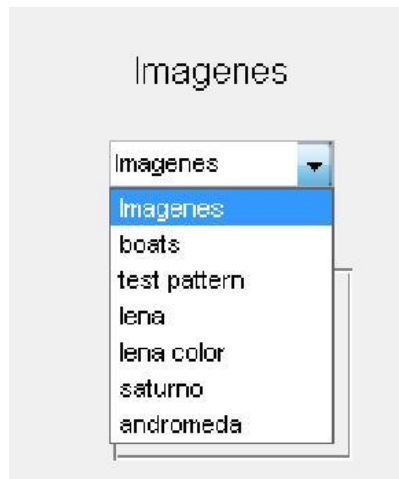 Imagenes
Imagenes
Imagenes
boats
test pattern
lena
lena color
saturno
andromeda